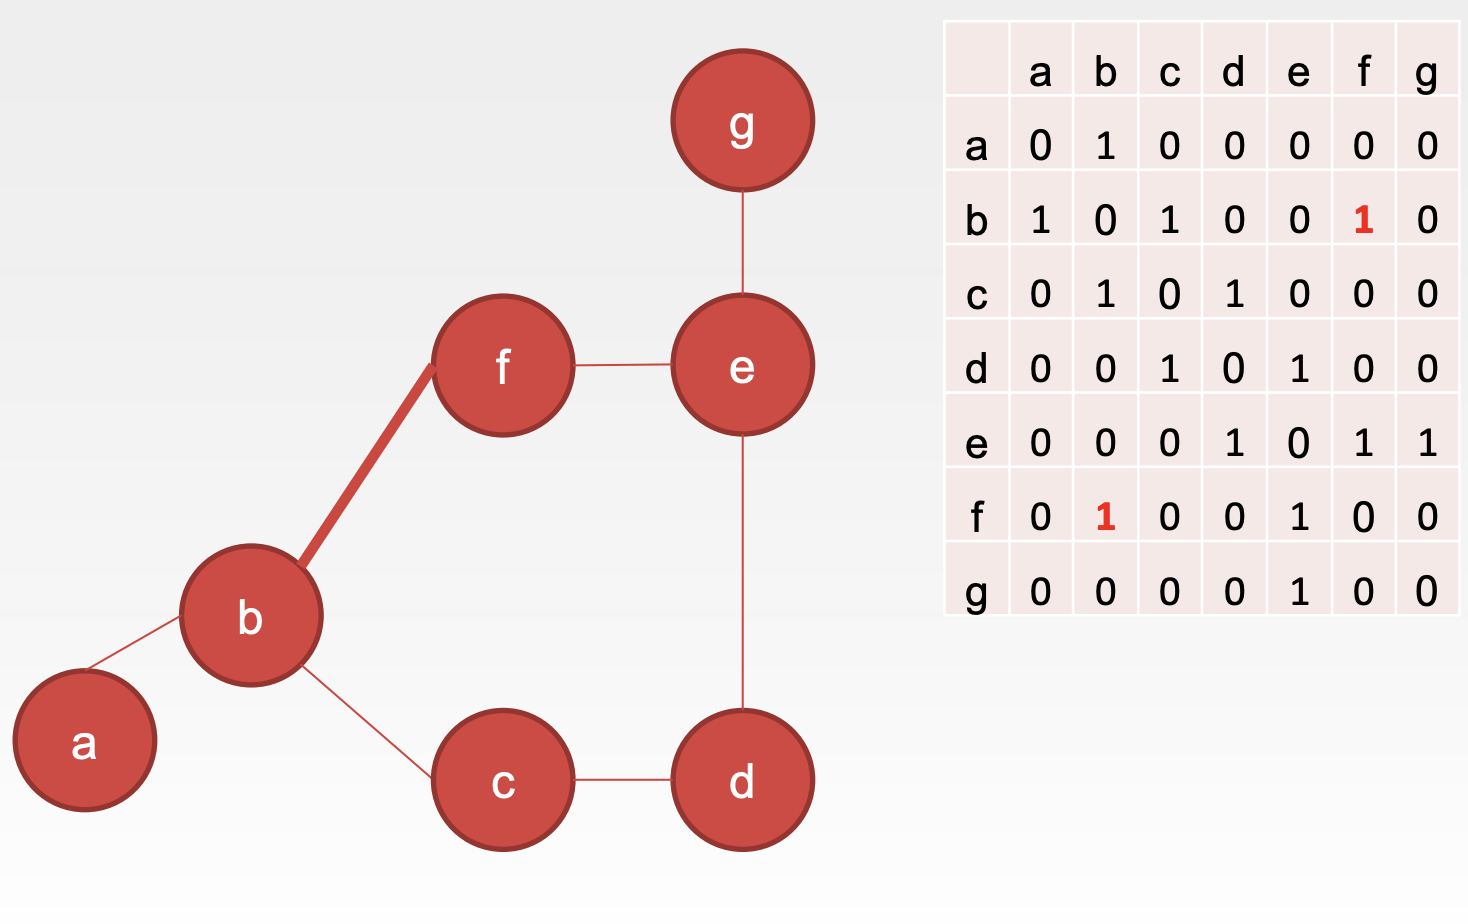 g
f
e
b
a
c
d
a b c d e f g
a 0 1 0 0 0 0 0
b 1 0 1 0 0 1 0
c 0 1 0 1 0 0 0
d 0 0 1 0 1 0 0
e 0 0 0 1 0 1 1
f 0 1 0 0 1 0 0
g 0 0 0 0 1 0 0